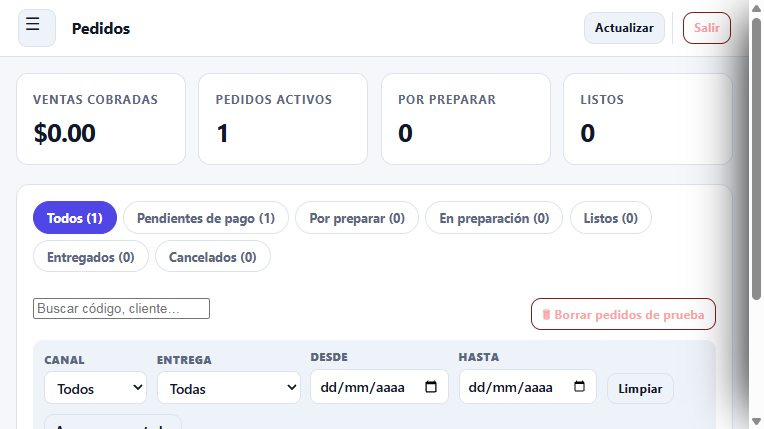 Pedidos
Actualizar
Salir
VENTAS COBRADAS
$0.00
PEDIDOS ACTIVOS
1
POR PREPARAR
0
LISTOS
0
Todos (1)
Pendientes de pago (1)
Por preparar (0)
En preparación (0)
Listos (0)
Entregados (0)
Cancelados (0)
Buscar código, cliente...
Borrar pedidos de prueba
CANAL
Todos
ENTREGA
Todas
DESDE
dd/mm/aaaa
HASTA
dd/mm/aaaa
Limpiar